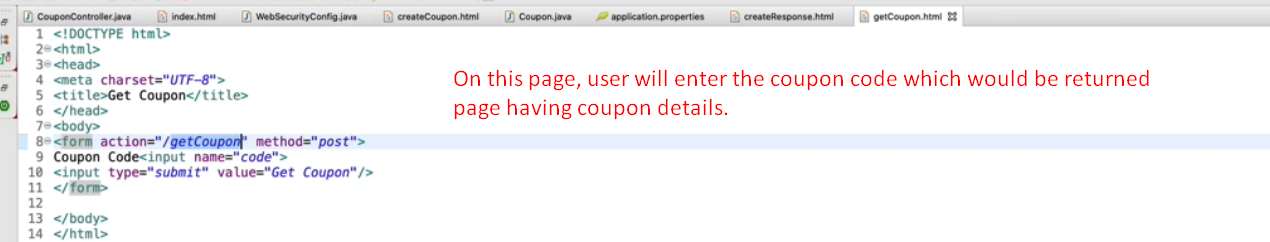 CouponController.java index.html WebSecurityConfig.java createCoupon.html Coupon.java application.properties createResponse.html getCoupon.html
1 <!DOCTYPE html>
2 <html>
3 <head>
4 <meta charset="UTF-8">
5 <title>Get Coupon</title>
6 </head>
7 <body>
8 <form action="/getCoupon" method="post">
9 Coupon Code<input name="code">
10 <input type="submit" value="Get Coupon"/>
11 </form>
12
13 </body>
14 </html>
On this page, user will enter the coupon code which would be returned
page having coupon details.